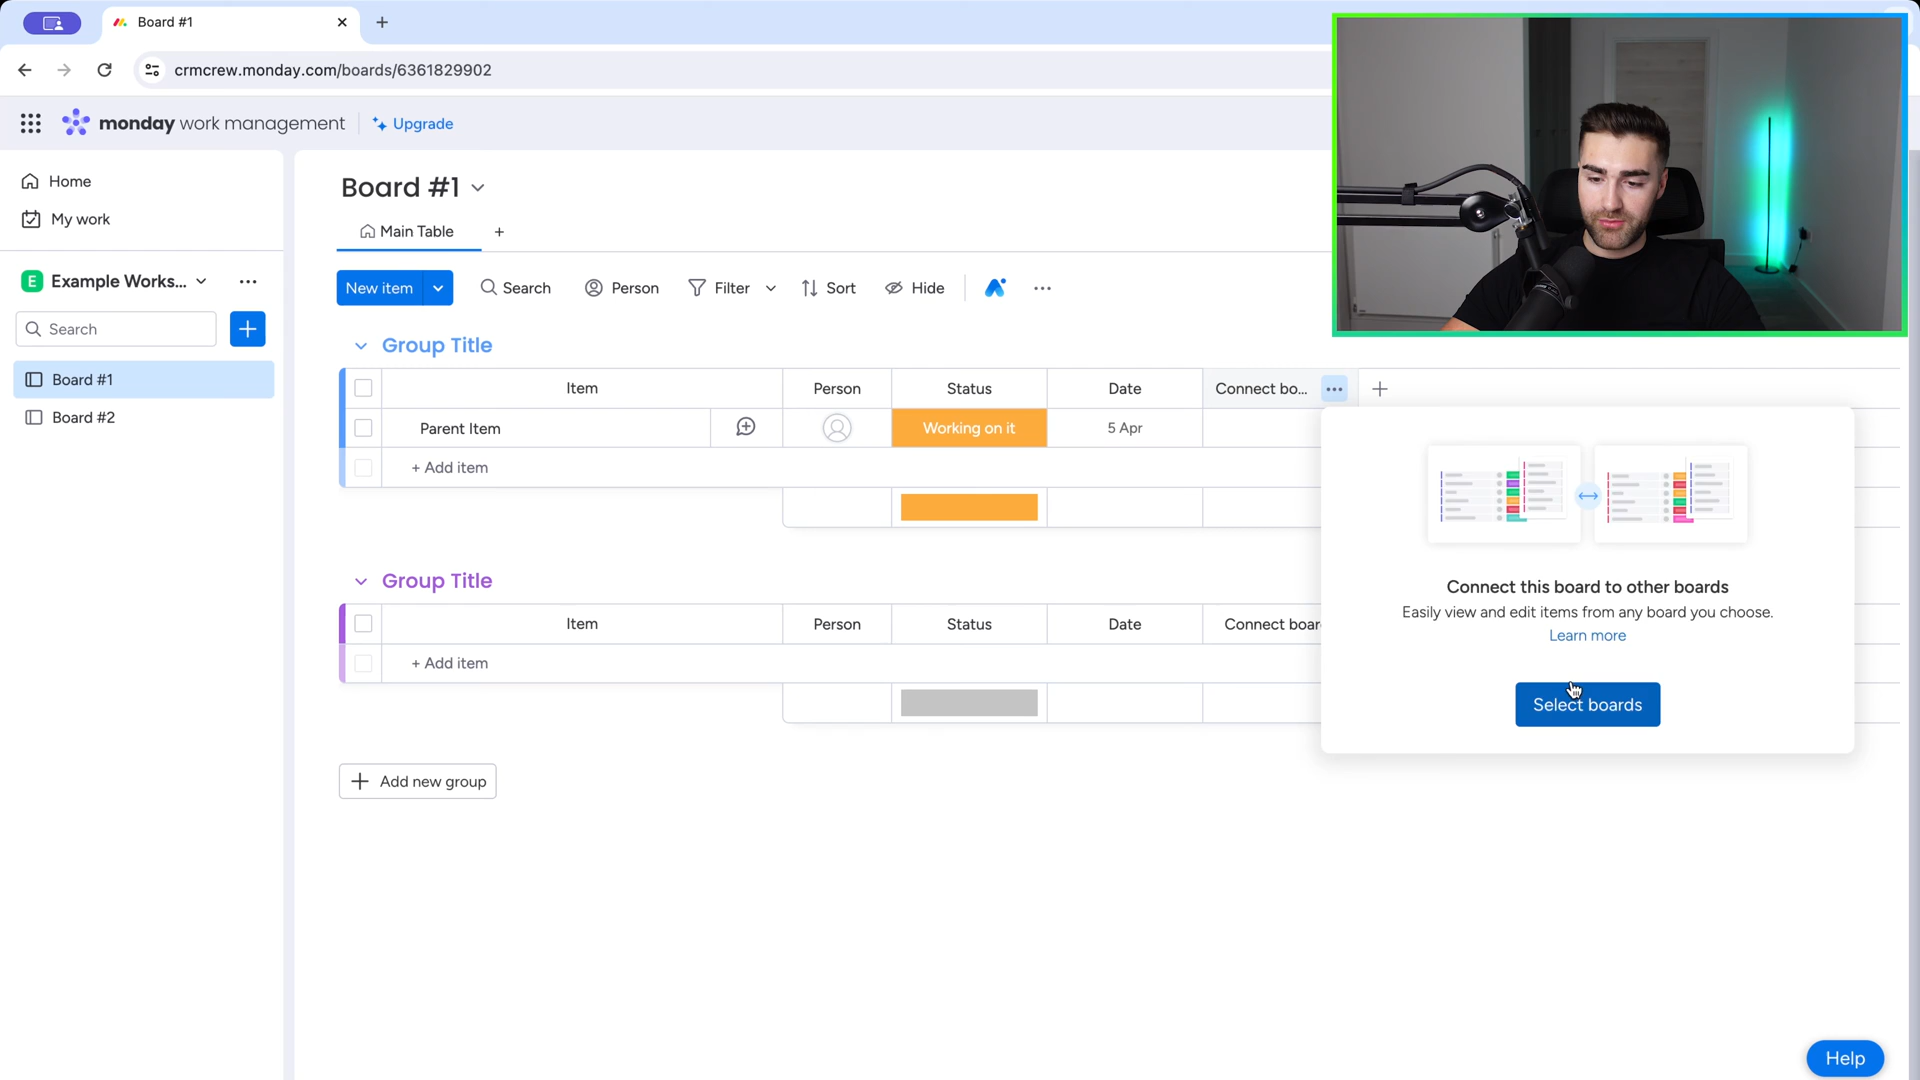 Board #1
crmcrew.monday.com/boards/6361829902
monday work management
Upgrade
Home
My work
E Example Works...
Search
Board #1
Board #2
Board #1
Main Table
New item
Search
Person
Filter
Sort
Hide
Group Title
Item Person Status Date Connect bo...
Parent Item Working on it 5 Apr
+ Add item
Group Title
Item Person Status Date Connect boar
+ Add item
Add new group
Connect this board to other boards
Easily view and edit items from any board you choose.
Learn more
Select boards
Help